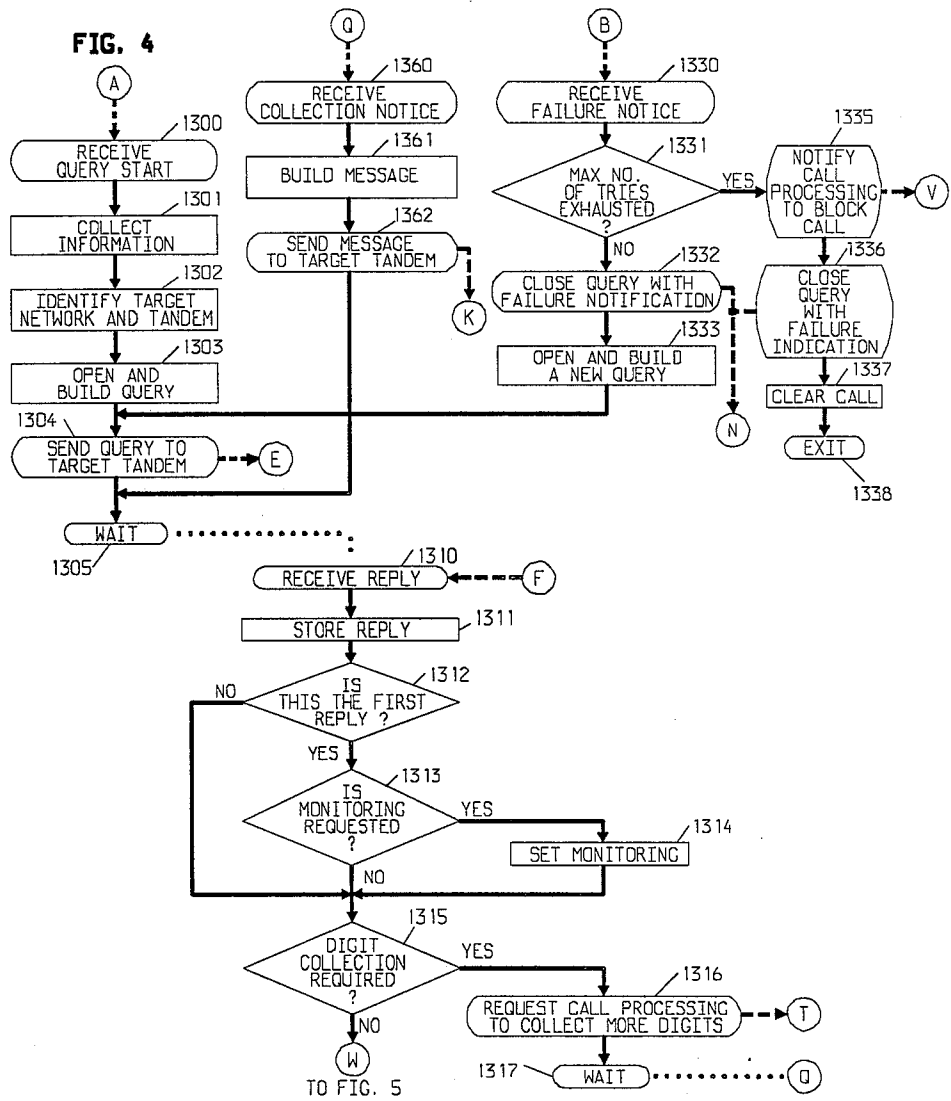 FIG. 4
A
1300
RECEIVE
QUERY START
1301
COLLECT
INFORMATION
1302
IDENTIFY TARGET
NETWORK AND TANDEM
1303
OPEN AND
BUILD QUERY
1304
SEND QUERY TO
TARGET TANDEM
E
WAIT
1305
Q
1360
RECEIVE
COLLECTION NOTICE
1361
BUILD MESSAGE
1362
SEND MESSAGE
TO TARGET TANDEM
K
B
1330
RECEIVE
FAILURE NOTICE
1331
MAX NO.
OF TRIES
EXHAUSTED
?
YES
NO
1332
CLOSE QUERY WITH
FAILURE NOTIFICATION
1333
OPEN AND BUILD
A NEW QUERY
N
1335
NOTIFY
CALL
PROCESSING
TO BLOCK
CALL
V
1336
CLOSE
QUERY
WITH
FAILURE
INDICATION
1337
CLEAR CALL
EXIT
1338
1310
RECEIVE REPLY
F
STORE REPLY
1311
1312
IS
THIS THE FIRST
REPLY ?
NO
YES
1313
IS
MONITORING
REQUESTED
?
YES
1314
SET MONITORING
NO
1315
DIGIT
COLLECTION
REQUIRED
?
YES
1316
REQUEST CALL PROCESSING
TO COLLECT MORE DIGITS
T
NO
W
TO FIG. 5
1317
WAIT
Q